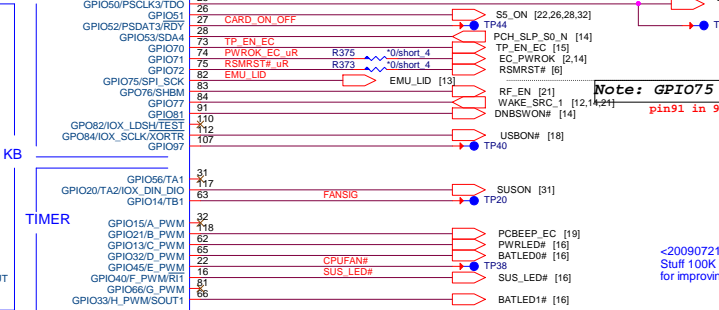 GPIO50/PSCLK3/TDO
GPIO51 26 S5_ON [22,26,28,32]
GPIO52/PSDAT3/RDY 27 CARD_ON_OFF TP44
GPIO53/SDA4 28 PCH_SLP_S0_N [14]
GPIO70 73 TP_EN_EC TP_EN_EC [15]
GPIO71 74 PWROK_EC_uR R375 *0/short_4 EC_PWROK [2,14]
GPIO72 75 RSMRST#_uR R373 *0/short_4 RSMRST# [6]
GPIO75/SPI_SCK 82 EMU_LID EMU_LID [13]
GPO76/SHBM 83 RF_EN [21]
GPIO77 84 WAKE_SRC_1 [12,14,21]
GPIO81 91 DNBSWON# [14]
GPO82/IOX_LDSH/TEST 110
GPO84/IOX_SCLK/XORTR 112 USBON# [18]
GPIO97 107 TP40
Note: GPIO75
pin91 in 9
KB
GPIO56/TA1 31
GPIO20/TA2/IOX_DIN_DIO 117 SUSON [31]
GPIO14/TB1 63 FANSIG TP20
TIMER
GPIO15/A_PWM 32
GPIO21/B_PWM 118 PCBEEP_EC [19]
GPIO13/C_PWM 62 PWRLED# [16]
GPIO32/D_PWM 65 BATLED0# [16]
GPIO45/E_PWM 22 CPUFAN# TP38
GPIO40/F_PWM/RI1 16 SUS_LED# SUS_LED# [16]
GPIO66/G_PWM 81
GPIO33/H_PWM/SOUT1 66 BATLED1# [16]
<20090721
Stuff 100K
for improvin